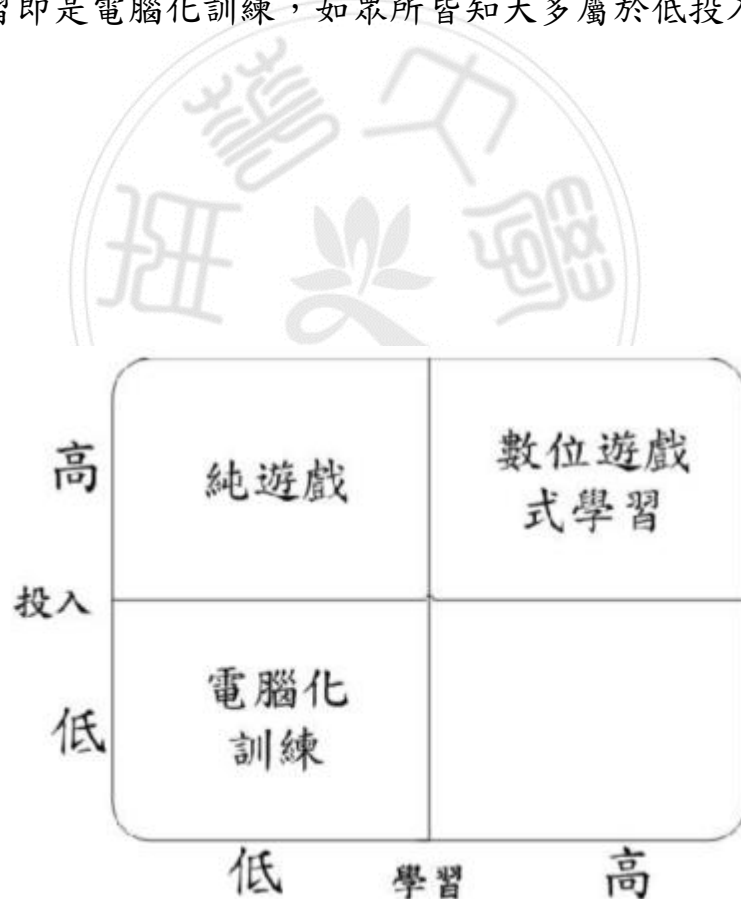 習即是電腦化訓練，如眾所皆知大多屬於低投入
高
純遊戲
數位遊戲
式學習
投入
低
電腦化
訓練
低
學習
高